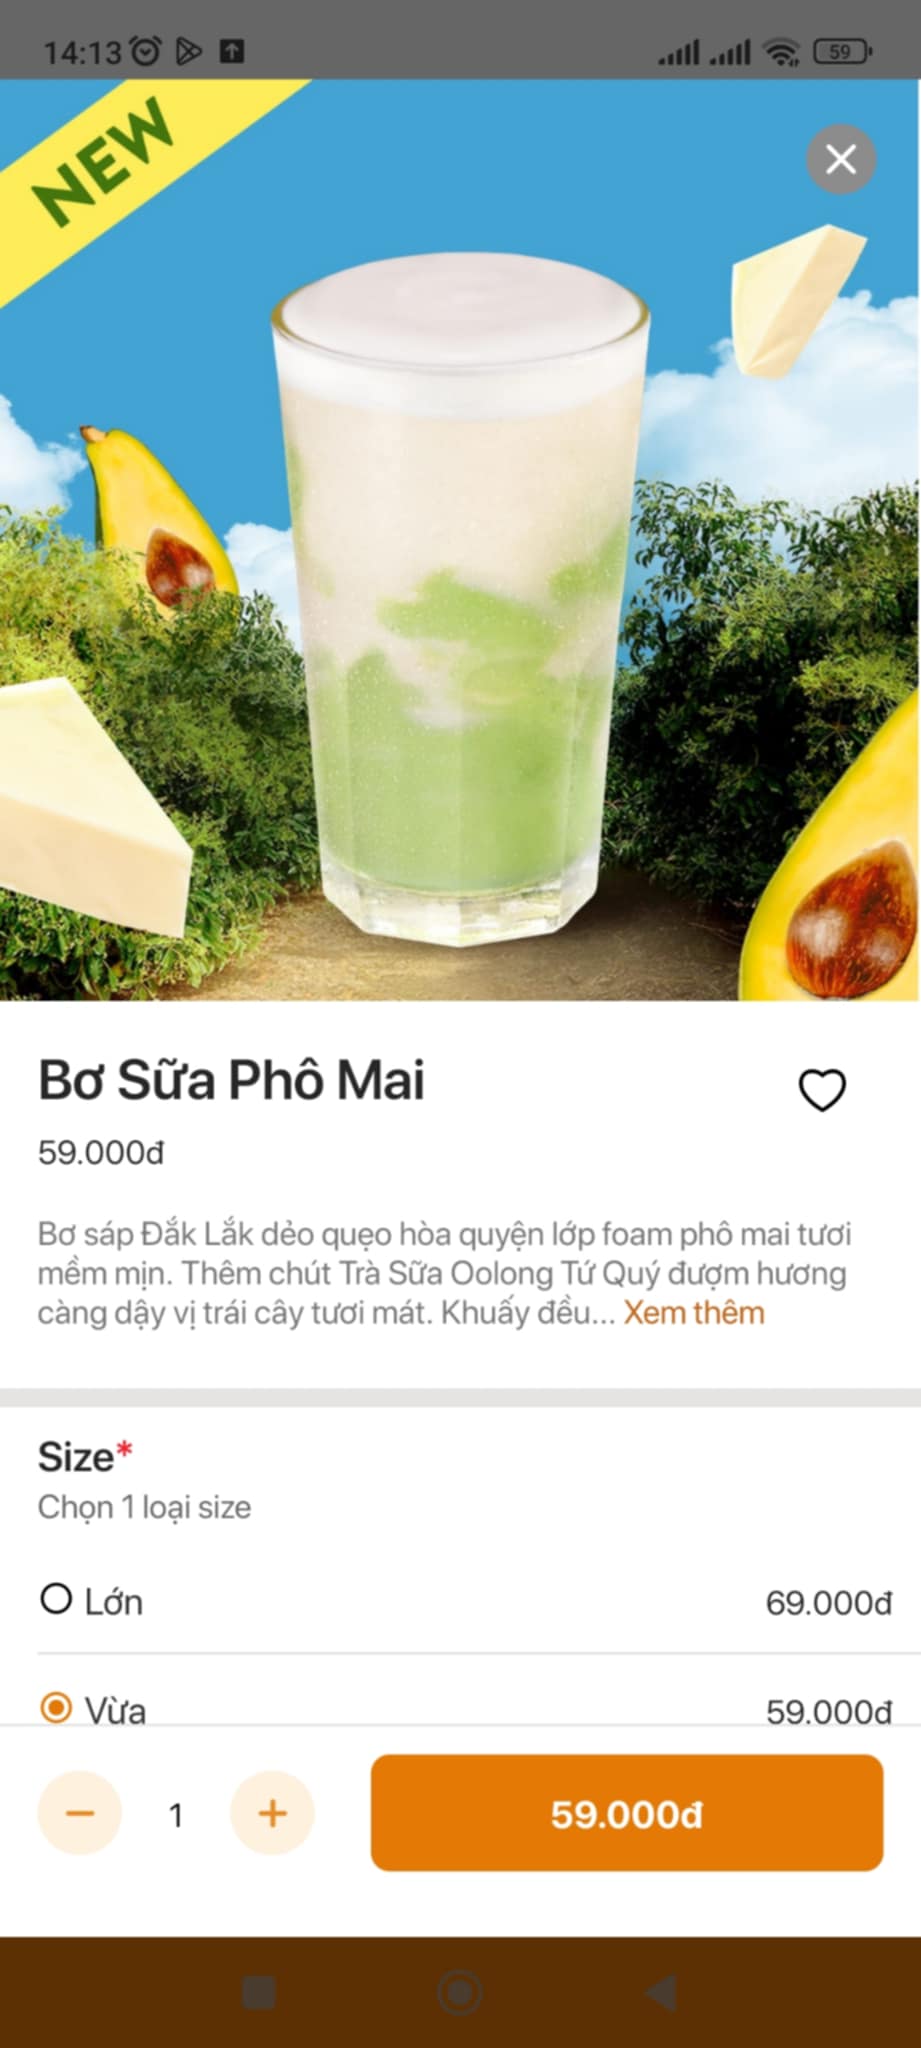 14:13
59
NEW
Bơ Sữa Phô Mai
59.000đ
Bơ sáp Đắk Lắk dẻo quẹo hòa quyện lớp foam phô mai tươi
mềm mịn. Thêm chút Trà Sữa Oolong Tứ Quý đượm hương
càng dậy vị trái cây tươi mát. Khuấy đều... Xem thêm
Size*
Chọn 1 loại size
Lớn 69.000đ
Vừa 59.000đ
1 59.000đ